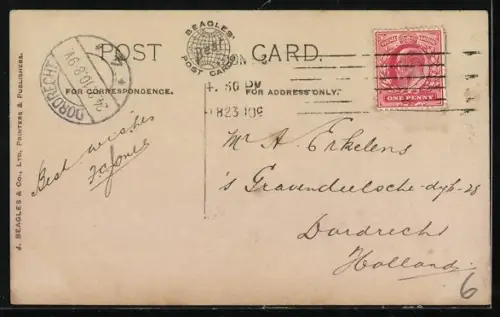 POST CARD.
BEAGLES' 
"Best"
POST CARDS
FOR CORRESPONDENCE.
FOR ADDRESS ONLY.
DORDRECHT
ONE PENNY
J. BEAGLES & CO., LTD, PRINTERS & PUBLISHERS.
Best wishes
Mr A. Erkelens
's Gravendeelsche-dyk-28
Dordrecht
Holland.
6